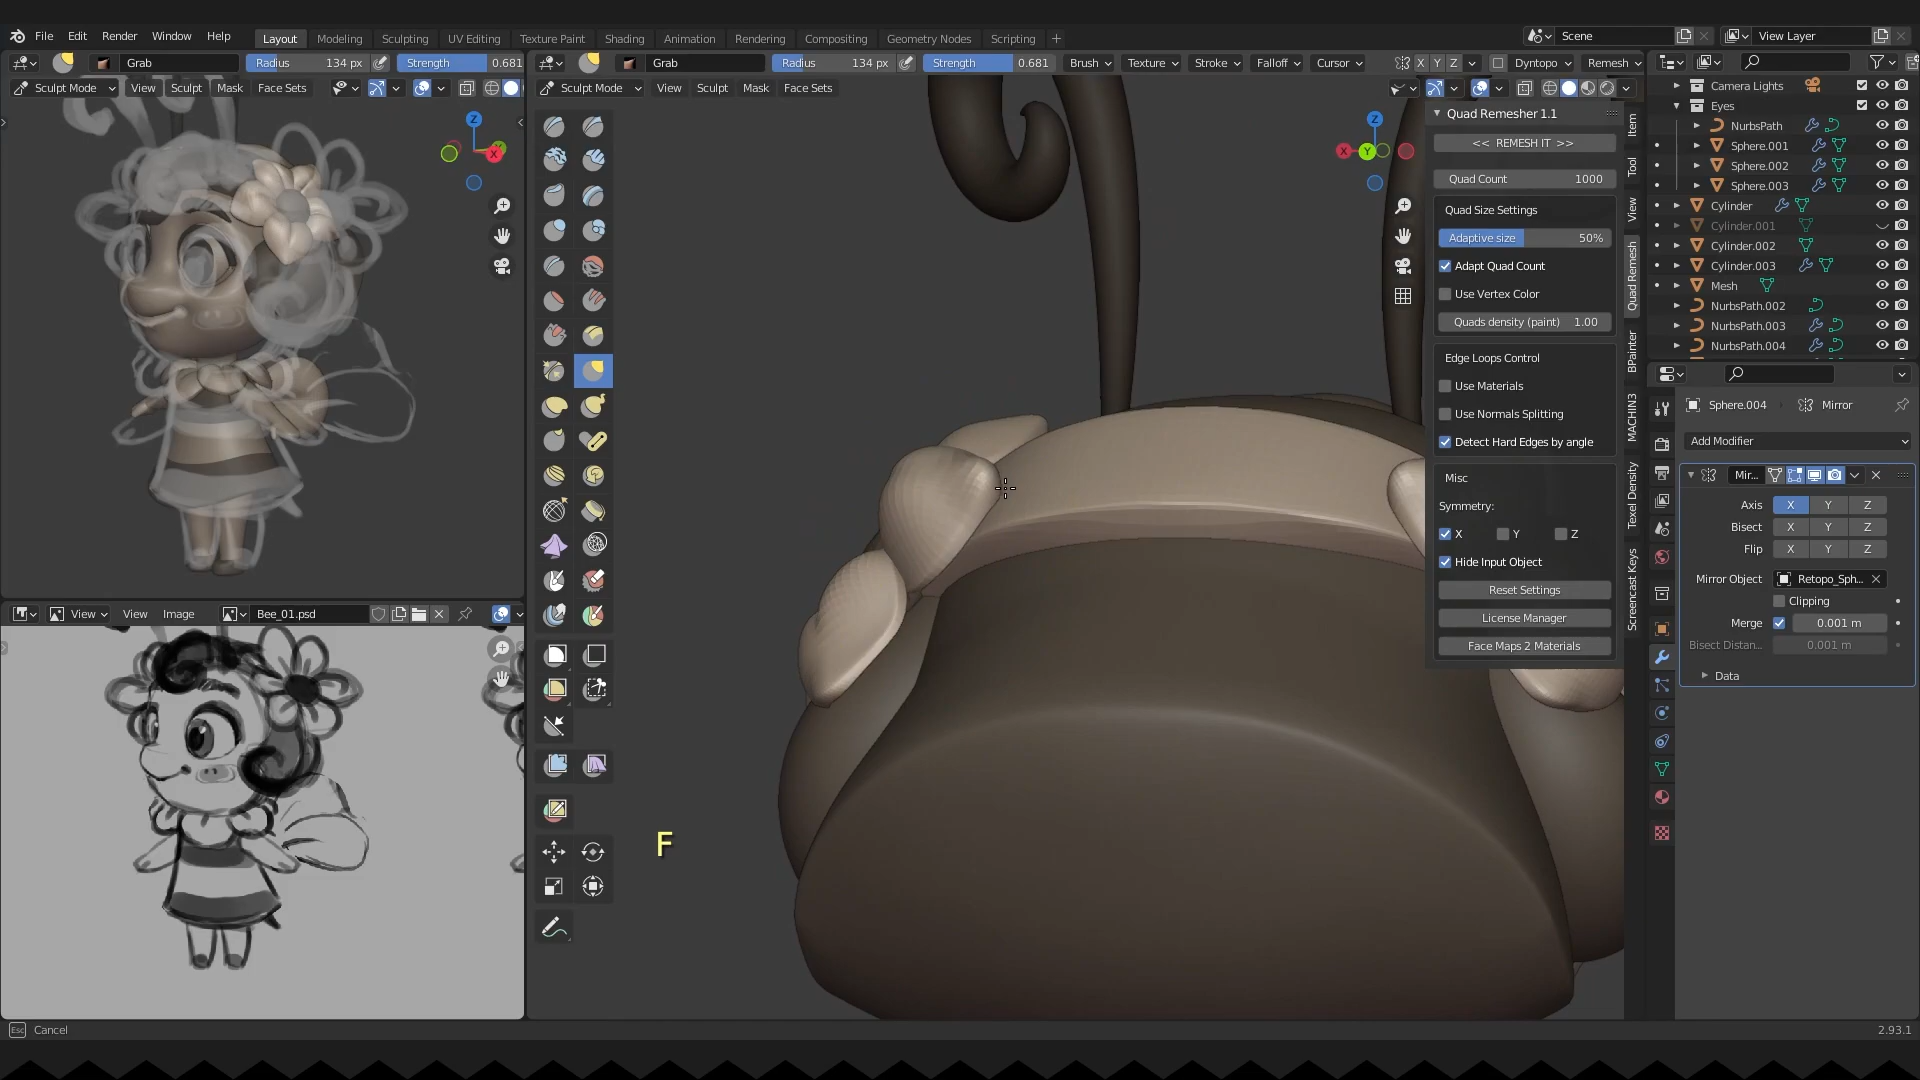 File Edit Render Window Help Layout Modeling Sculpting UV Editing Texture Paint Shading Animation Rendering Compositing Geometry Nodes Scripting + Scene View Layer
Grab Radius 134 px Strength 0.681 Grab Radius 134 px Strength 0.681 Brush Texture Stroke Falloff Cursor X Y Z Dyntopo Remesh
Sculpt Mode View Sculpt Mask Face Sets Sculpt Mode View Sculpt Mask Face Sets
Quad Remesher 1.1
<< REMESH IT >>
Quad Count 1000
Quad Size Settings
Adaptive size 50%
Adapt Quad Count
Use Vertex Color
Quads density (paint) 1.00
Edge Loops Control
Use Materials
Use Normals Splitting
Detect Hard Edges by angle
Misc
Symmetry:
X Y Z
Hide Input Object
Reset Settings
License Manager
Face Maps 2 Materials
Item
Tool
View
Quad Remesh
BPainter
MACHIN3
Texel Density
Screencast Keys
Z
X
Z
X Y
Camera Lights
Eyes
NurbsPath
Sphere.001
Sphere.002
Sphere.003
Cylinder
Cylinder.001
Cylinder.002
Cylinder.003
Mesh
NurbsPath.002
NurbsPath.003
NurbsPath.004
Sphere.004 Mirror
Add Modifier
Mir...
Axis X Y Z
Bisect X Y Z
Flip X Y Z
Mirror Object Retopo_Sph...
Clipping
Merge 0.001 m
Bisect Distan... 0.001 m
Data
View View Image Bee_01.psd
F
Esc Cancel 2.93.1